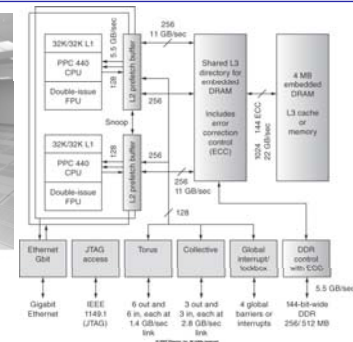 32K/32K L1
PPC 440
CPU
Double-issue
FPU
5.5 GB/sec
128
L2 prefetch buffer
Snoop
256
11 GB/sec
256
Shared L3
directory for
embedded
DRAM
Includes
error
correction
control
(ECC)
1024
144 ECC
22 GB/sec
4 MB
embedded
DRAM
L3 cache
or
memory
32K/32K L1
PPC 440
CPU
Double-issue
FPU
128
L2 prefetch buffer
256
256
11 GB/sec
128
Ethernet
Gbit
JTAG
access
Torus
Collective
Global
interrupt/
lockbox
DDR
control
with ECC
5.5 GB/sec
Gigabit
Ethernet
IEEE
1149.1
(JTAG)
6 out and
6 in, each at
1.4 GB/sec
link
3 out and
3 in, each at
2.8 GB/sec
link
4 global
barriers or
interrupts
144-bit-wide
DDR
256/512 MB